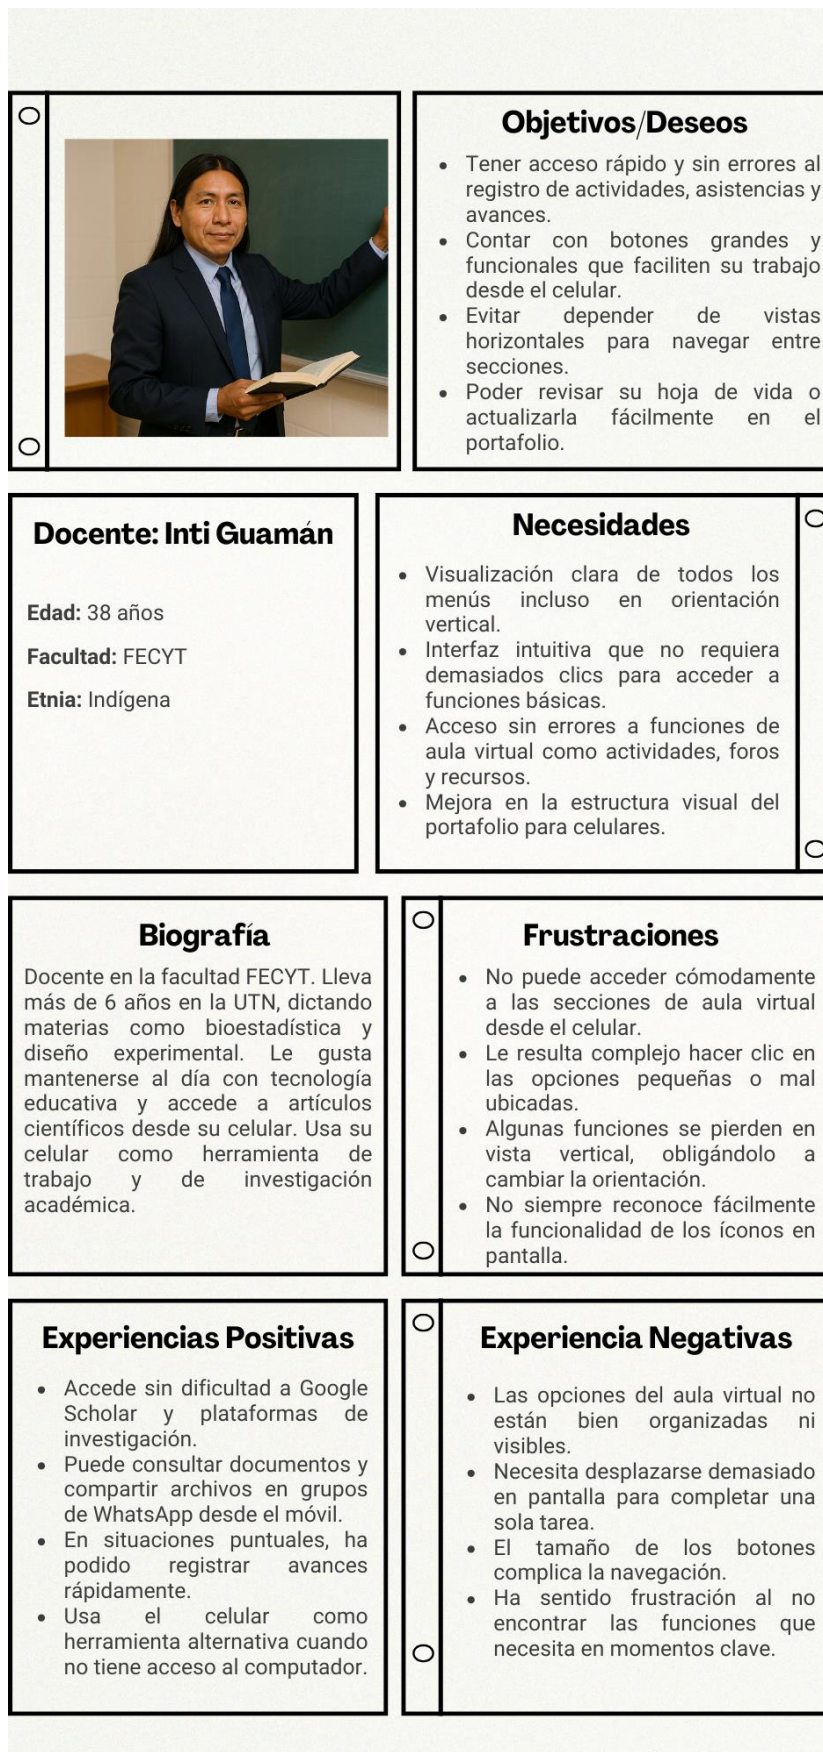 Objetivos/Deseos
• Tener acceso rápido y sin errores al
registro de actividades, asistencias y
avances.
• Contar con botones grandes y
funcionales que faciliten su trabajo
desde el celular.
• Evitar depender de vistas
horizontales para navegar entre
secciones.
• Poder revisar su hoja de vida o
actualizarla fácilmente en el
portafolio.
Docente: Inti Guamán
Edad: 38 años
Facultad: FECYT
Etnia: Indígena
Necesidades
• Visualización clara de todos los
menús incluso en orientación
vertical.
• Interfaz intuitiva que no requiera
demasiados clics para acceder a
funciones básicas.
• Acceso sin errores a funciones de
aula virtual como actividades, foros
y recursos.
• Mejora en la estructura visual del
portafolio para celulares.
Biografía
Docente en la facultad FECYT. Lleva
más de 6 años en la UTN, dictando
materias como bioestadística y
diseño experimental. Le gusta
mantenerse al día con tecnología
educativa y accede a artículos
científicos desde su celular. Usa su
celular como herramienta de
trabajo y de investigación
académica.
Frustraciones
• No puede acceder cómodamente
a las secciones de aula virtual
desde el celular.
• Le resulta complejo hacer clic en
las opciones pequeñas o mal
ubicadas.
• Algunas funciones se pierden en
vista vertical, obligándolo a
cambiar la orientación.
• No siempre reconoce fácilmente
la funcionalidad de los íconos en
pantalla.
Experiencias Positivas
• Accede sin dificultad a Google
Scholar y plataformas de
investigación.
• Puede consultar documentos y
compartir archivos en grupos
de WhatsApp desde el móvil.
• En situaciones puntuales, ha
podido registrar avances
rápidamente.
• Usa el celular como
herramienta alternativa cuando
no tiene acceso al computador.
Experiencia Negativas
• Las opciones del aula virtual no
están bien organizadas ni
visibles.
• Necesita desplazarse demasiado
en pantalla para completar una
sola tarea.
• El tamaño de los botones
complica la navegación.
• Ha sentido frustración al no
encontrar las funciones que
necesita en momentos clave.